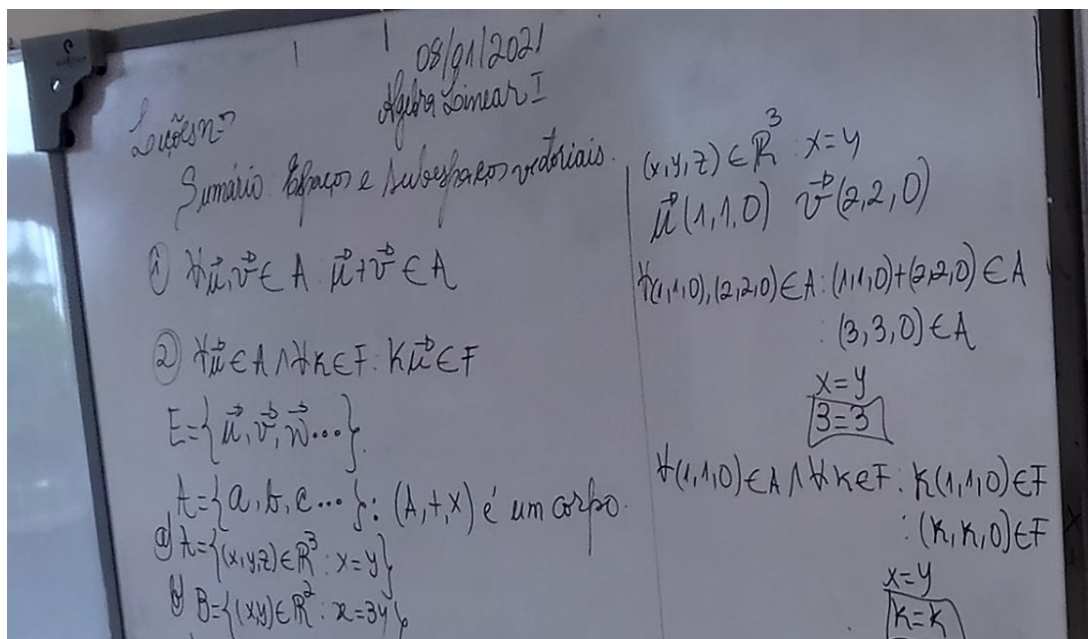 08/01/2021
Algebra Linear I
Lições nº
Sumário: Espaços e subespaços vectoriais.
① ∀u⃗,v⃗ ∈ A: u⃗+v⃗ ∈ A
② ∀u⃗ ∈ A ∧ ∀k ∈ F: ku⃗ ∈ F
E={u⃗, v⃗, w⃗...}.
A={a, b, c...}: (A,+,x) é um corpo.
a) A={(x,y,z)∈R³: x=y}
b) B={(x,y)∈R²: x=3y}
(x,y,z)∈R³: x=y
u⃗(1,1,0) v⃗(2,2,0)
∀(1,1,0),(2,2,0)∈A:(1,1,0)+(2,2,0)∈A
: (3,3,0)∈A
x=y
3=3
∀(1,1,0)∈A ∧ ∀k∈F: k(1,1,0)∈F
: (k,k,0)∈F
x=y
k=k